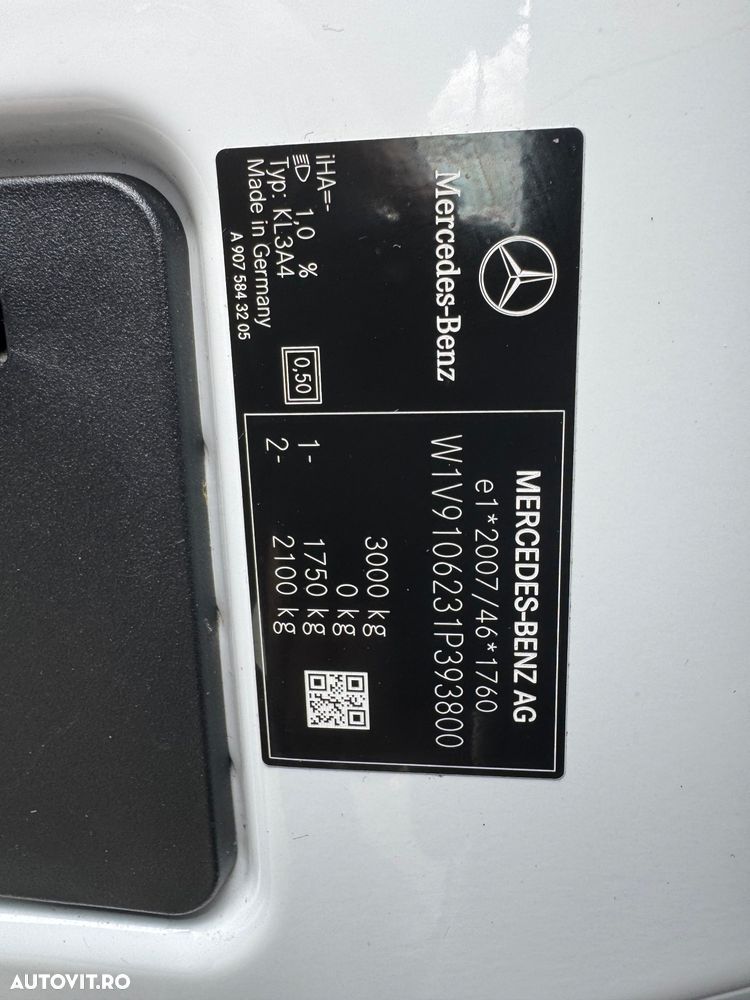 Mercedes-Benz
iHA=-
1,0 %
Typ: KL3A4
Made in Germany
A 907 584 32 05
0,50
MERCEDES-BENZ AG
e1*2007/46*1760
W1V9106231P393800
3000 kg
0 kg
1- 1750 kg
2- 2100 kg
AUTOVIT.RO